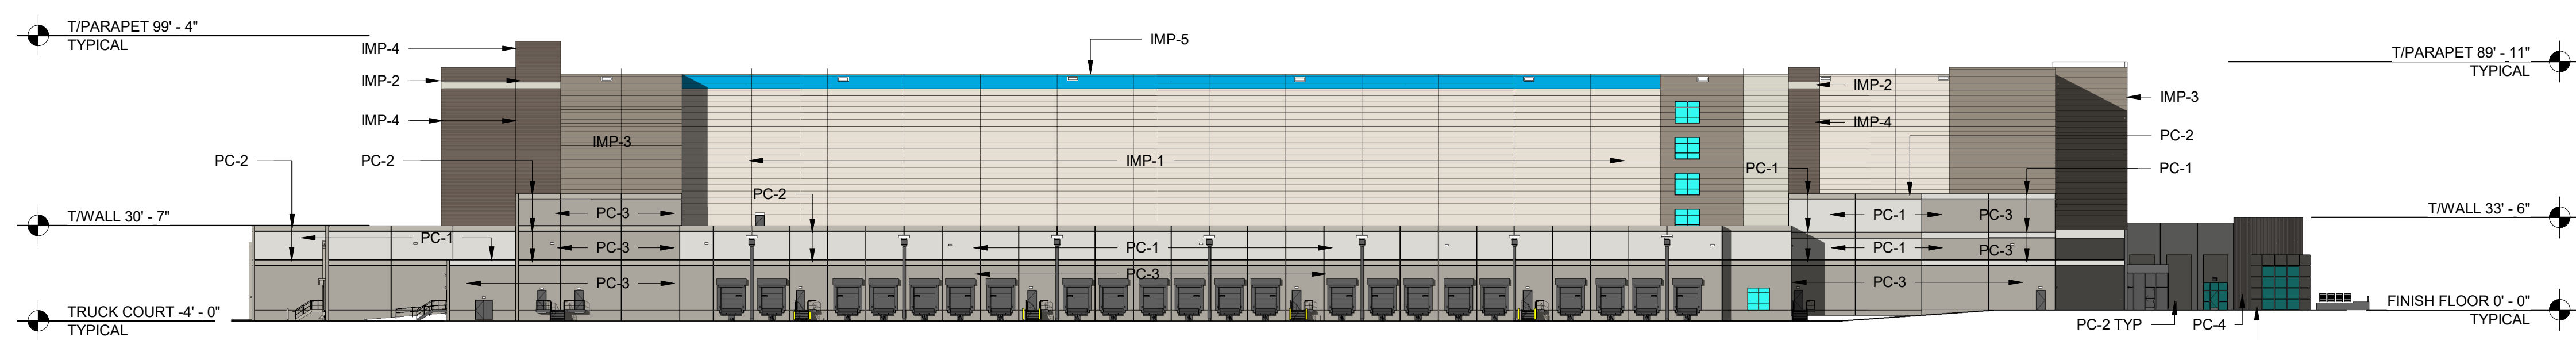 T/PARAPET 99' - 4"
TYPICAL
IMP-4
IMP-5
T/PARAPET 89' - 11"
TYPICAL
IMP-2
IMP-2
IMP-3
IMP-4
IMP-4
IMP-3
PC-2
PC-2
PC-2
IMP-1
PC-1
PC-1
PC-2
T/WALL 30' - 7"
PC-3
PC-1
PC-3
T/WALL 33' - 6"
TYPICAL
PC-1
PC-3
PC-1
PC-1
PC-3
PC-3
PC-3
PC-3
TRUCK COURT -4' - 0"
TYPICAL
FINISH FLOOR 0' - 0"
TYPICAL
PC-2 TYP
PC-4